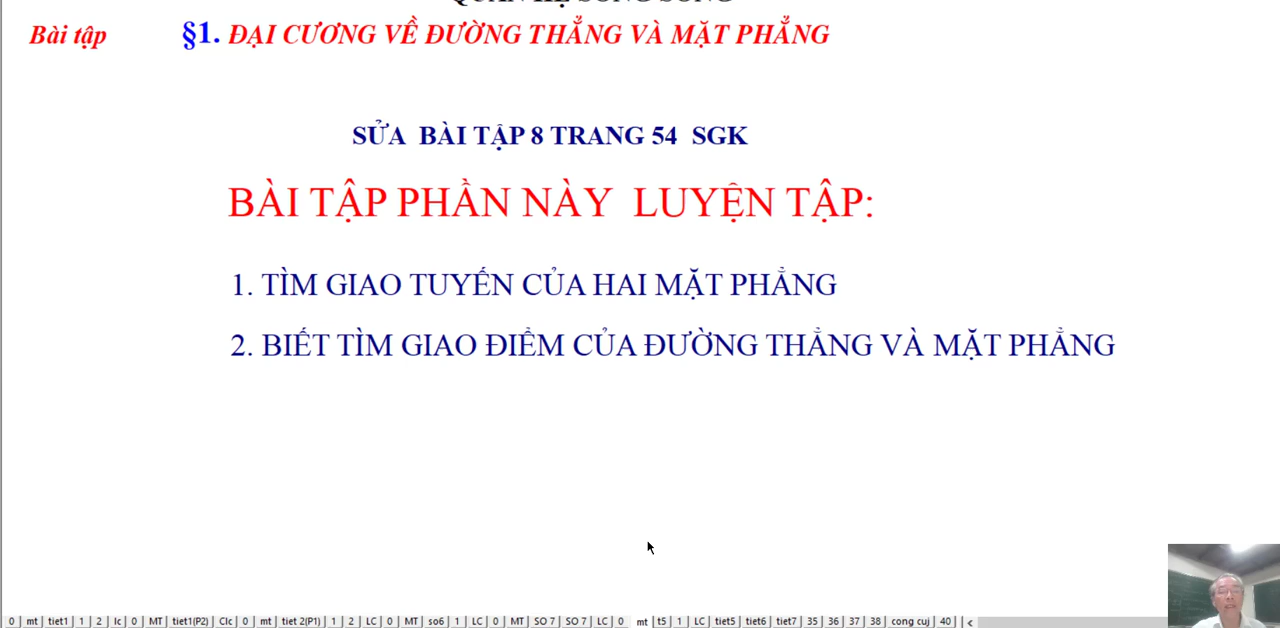 QUAN HỆ SONG SONG
Bài tập §1. ĐẠI CƯƠNG VỀ ĐƯỜNG THẲNG VÀ MẶT PHẲNG
SỬA BÀI TẬP 8 TRANG 54 SGK
BÀI TẬP PHẦN NÀY LUYỆN TẬP:
1. TÌM GIAO TUYẾN CỦA HAI MẶT PHẲNG
2. BIẾT TÌM GIAO ĐIỂM CỦA ĐƯỜNG THẲNG VÀ MẶT PHẲNG
0 | mt | tiet1 | 1 | 2 | lc | 0 | MT | tiet1(P2) | Clc | 0 | mt | tiet 2(P1) | 1 | 2 | LC | 0 | MT | so6 | 1 | LC | 0 | MT | SO 7 | SO 7 | LC | 0 mt | t5 | 1 | LC | tiet5 | tiet6 | tiet7 | 35 | 36 | 37 | 38 | cong cuj | 40 |